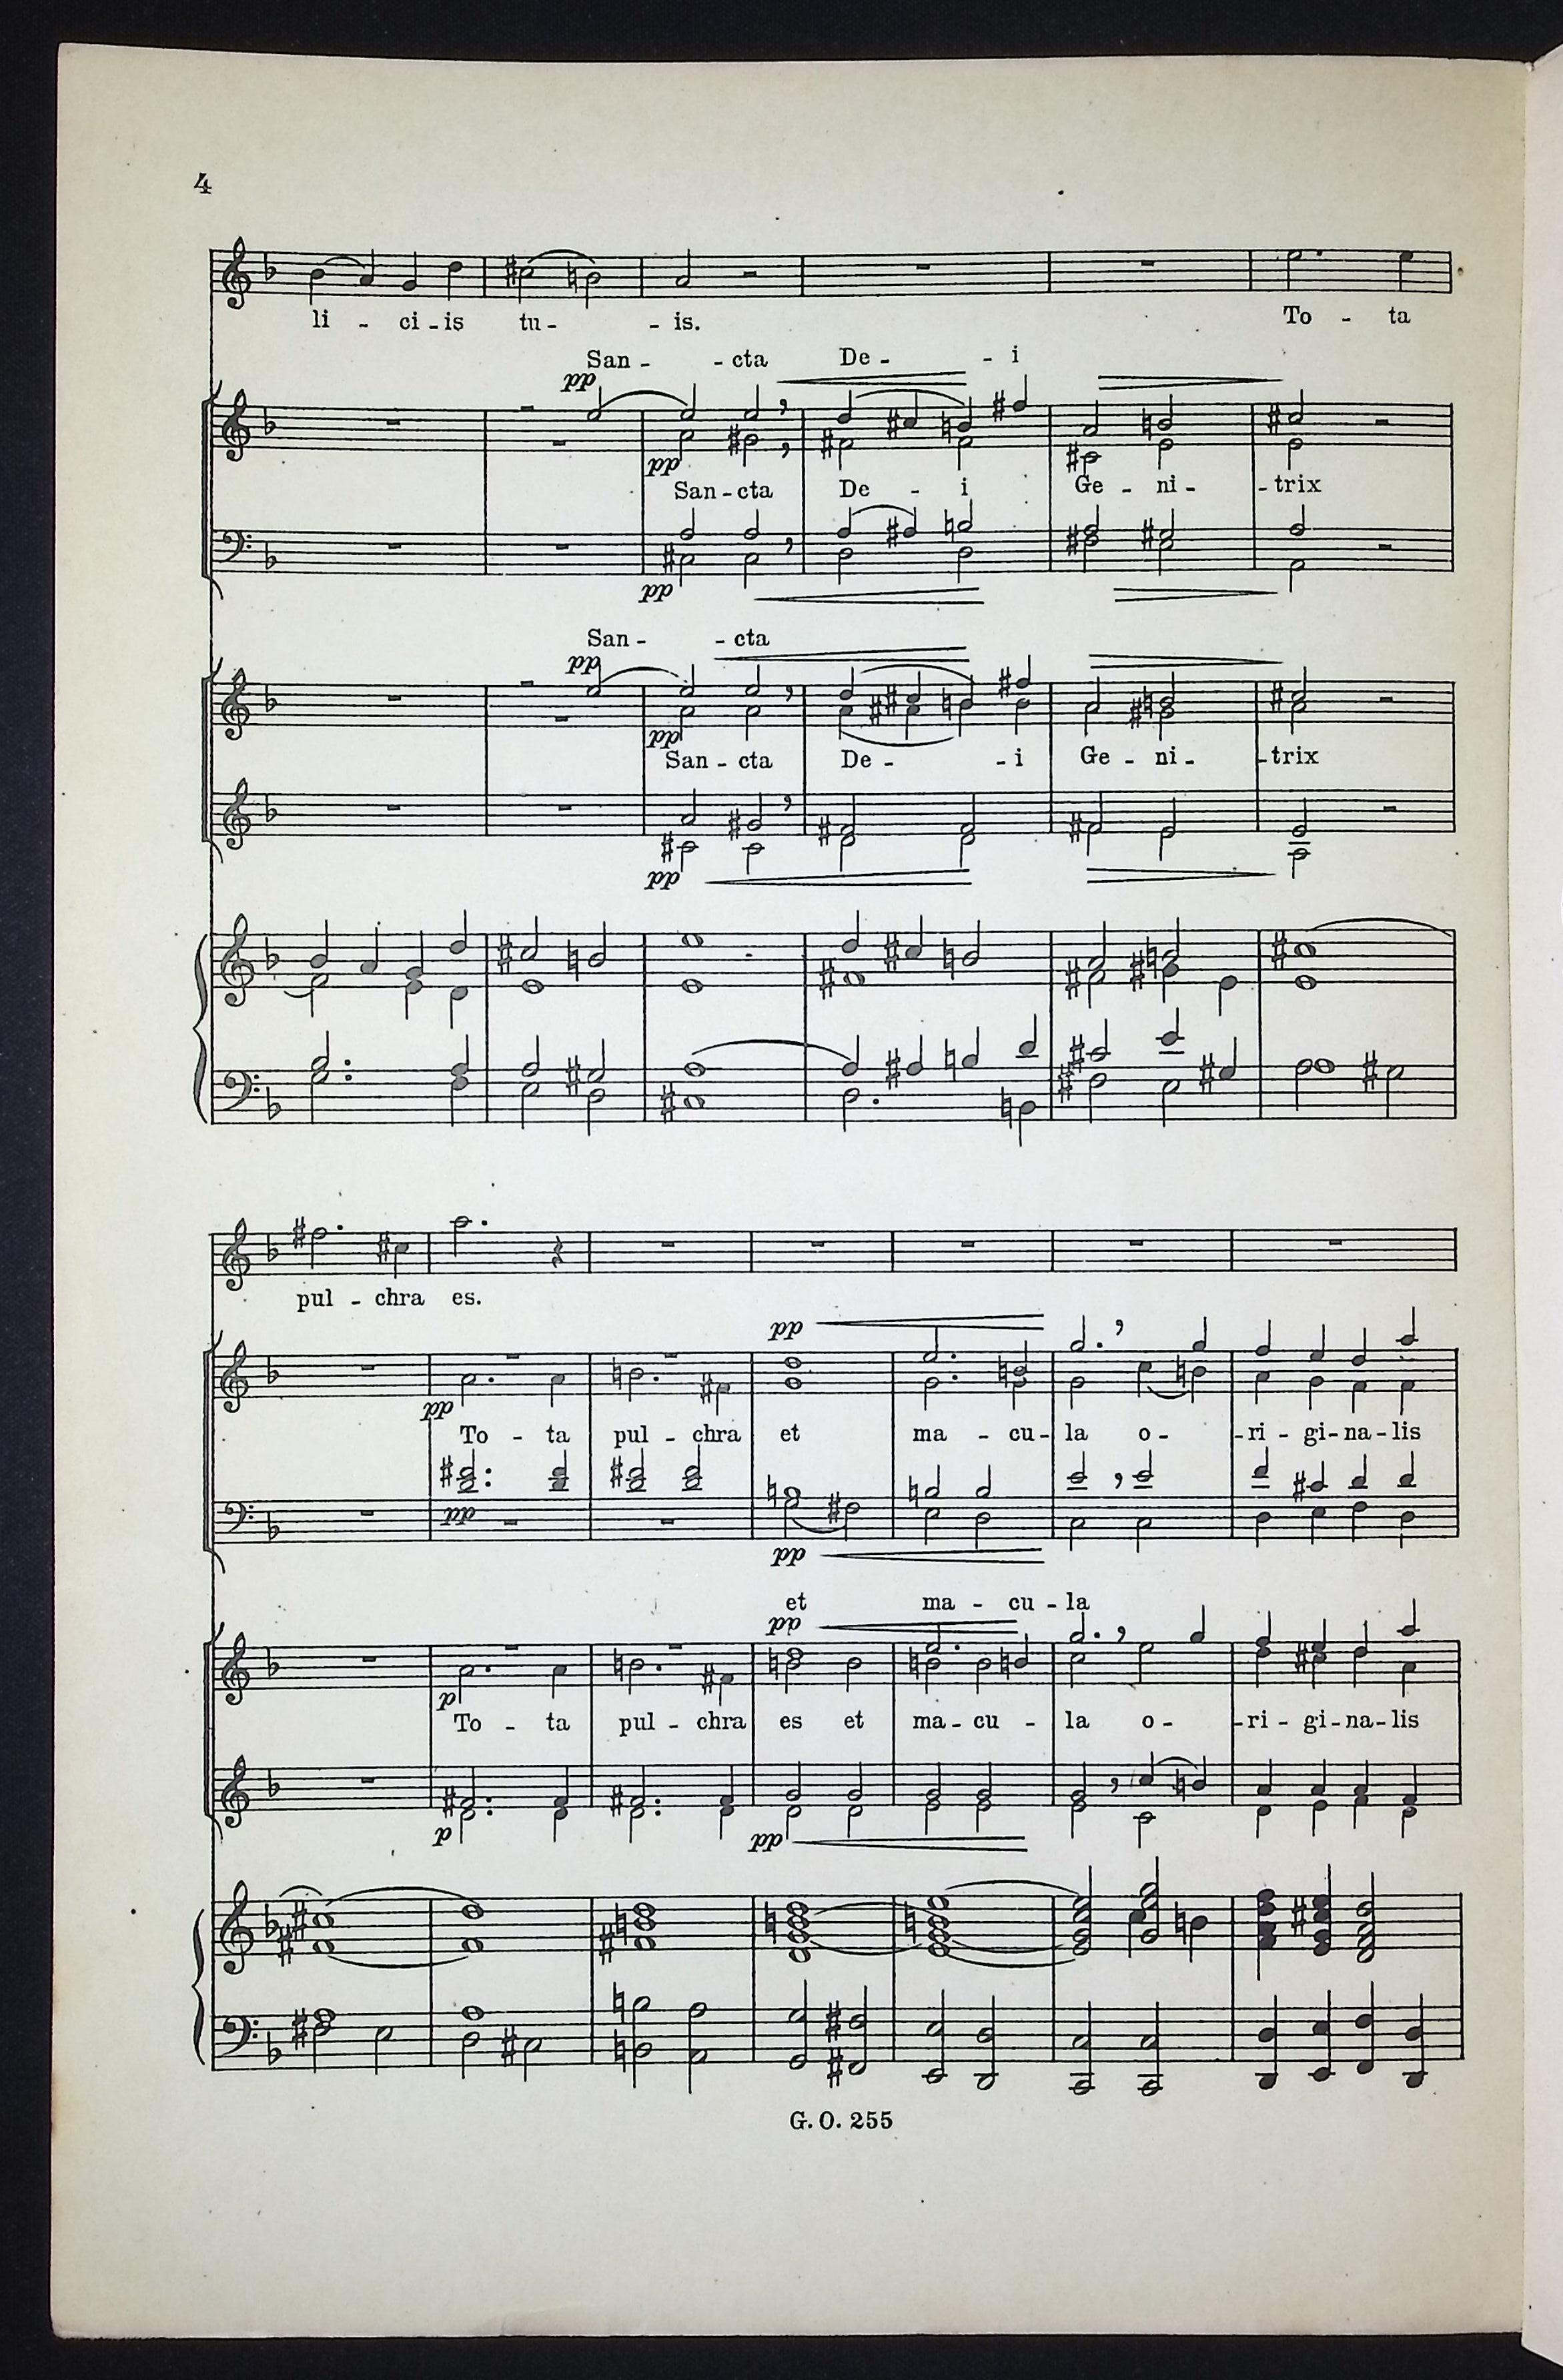 4
li - ci - is tu - - is. To - ta
San - - cta De - - i
pp
pp
San - cta De - i Ge - ni - - trix
pp
San - - cta
pp
pp
San - cta De - - i Ge - ni - - trix
pp
pul - chra es.
pp
pp
To - ta pul - chra et ma - cu - la o - - ri - gi - na - lis
pp
pp
et ma - cu - la
pp
p
To - ta pul - chra es et ma - cu - la o - - ri - gi - na - lis
p pp
G. O. 255